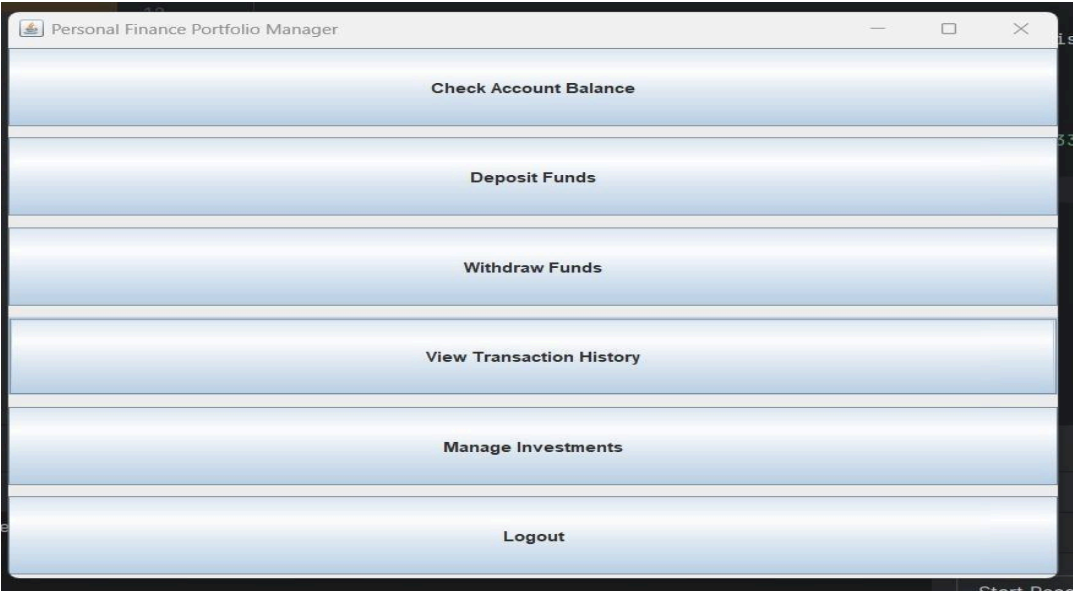 Personal Finance Portfolio Manager
Check Account Balance
Deposit Funds
Withdraw Funds
View Transaction History
Manage Investments
Logout